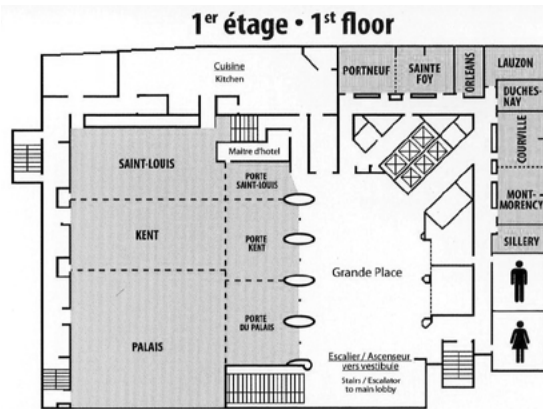 1er étage • 1st floor
Cuisine
Kitchen
PORTNEUF
SAINTE
FOY
ORLEANS
LAUZON
DUCHES-
NAY
COURVILLE
MONT-
MORENCY
SILLERY
Maitre d'hotel
SAINT-LOUIS
PORTE
SAINT-LOUIS
KENT
PORTE
KENT
Grande Place
PALAIS
PORTE
DU PALAIS
Escalier / Ascenseur
vers vestibule
Stairs / Escalator
to main lobby